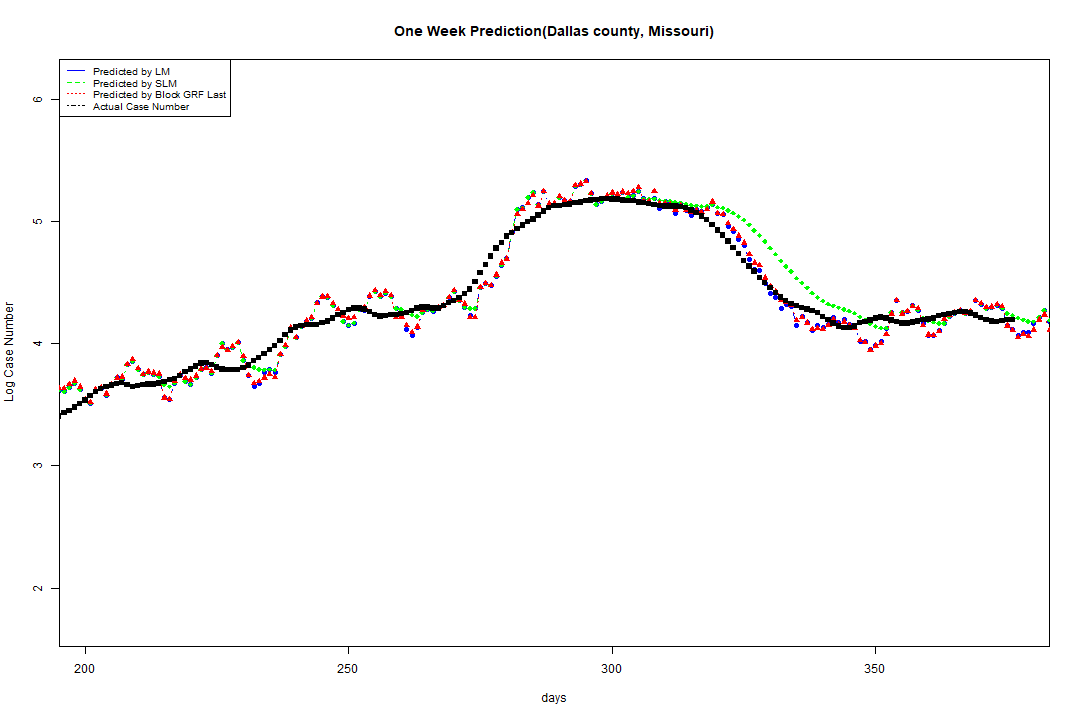 One Week Prediction(Dallas county, Missouri)
Predicted by LM
Predicted by SLM
Predicted by Block GRF Last
Actual Case Number
6
5
4
3
2
Log Case Number
200
250
300
350
days